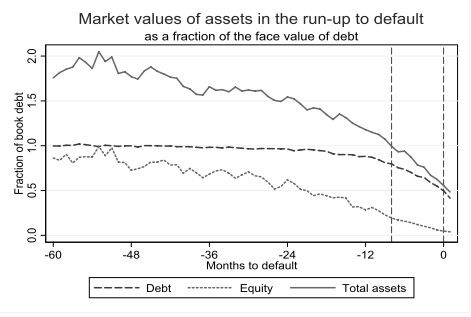 Market values of assets in the run-up to default
as a fraction of the face value of debt
Fraction of book debt
2.0
1.5
1.0
0.5
0.0
-60 -48 -36 -24 -12 0
Months to default
Debt Equity Total assets